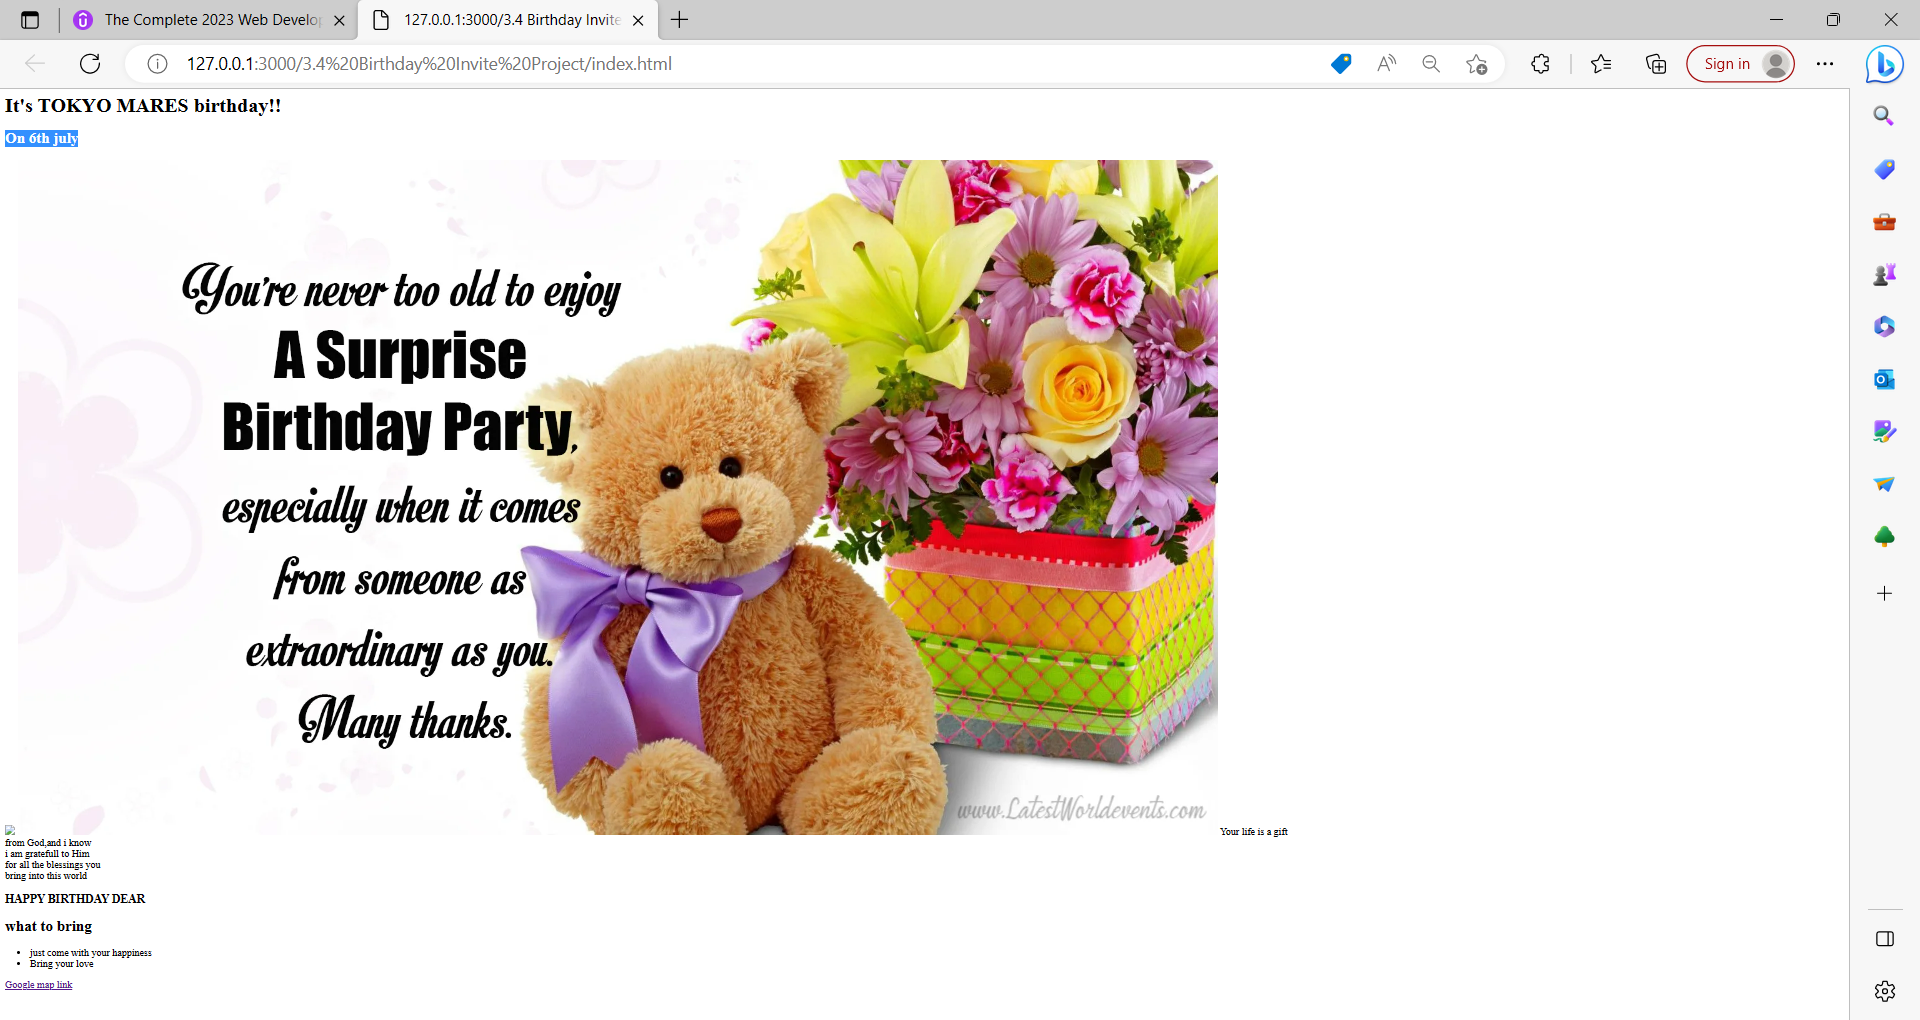 The Complete 2023 Web Develo
127.0.0.1:3000/3.4 Birthday Invite
127.0.0.1:3000/3.4%20Birthday%20Invite%20Project/index.html
Sign in
It's TOKYO MARES birthday!!
On 6th july
You're never too old to enjoy
A Surprise
Birthday Party,
especially when it comes
from someone as
extraordinary as you.
Many thanks.
www.LatestWorldevents.com
Your life is a gift
from God,and i know
i am gratefull to Him
for all the blessings you
bring into this world
HAPPY BIRTHDAY DEAR
what to bring
just come with your happiness
Bring your love
Google map link